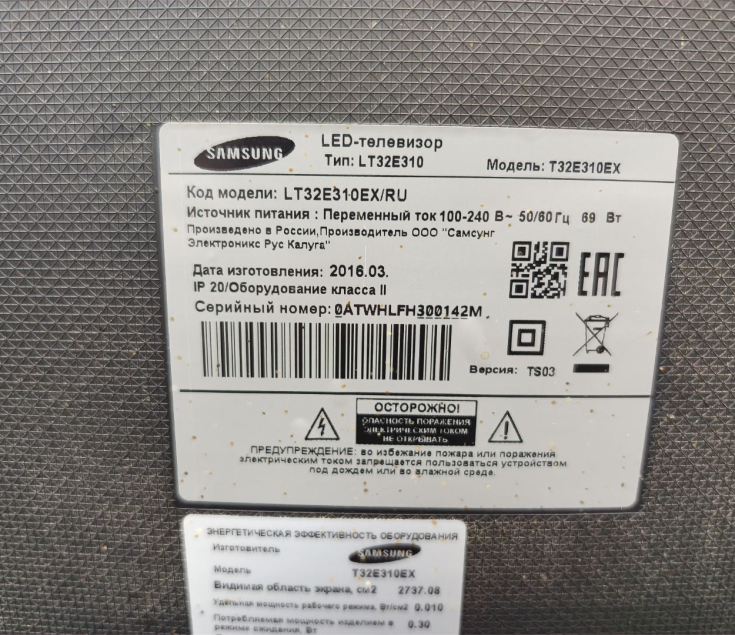 SAMSUNG
LED-телевизор
Тип: LT32E310
Модель: T32E310EX
Код модели: LT32E310EX/RU
Источник питания : Переменный ток 100-240 В~ 50/60 Гц 69 Вт
Произведено в России,Производитель ООО "Самсунг
Электроникс Рус Калуга"
Дата изготовления: 2016.03.
IP 20/Оборудование класса II
Серийный номер: 0ATWHLFH300142M
EAC
Версия: TS03
ОСТОРОЖНО!
ОПАСНОСТЬ ПОРАЖЕНИЯ
ЭЛЕКТРИЧЕСКИМ ТОКОМ
НЕ ОТКРЫВАТЬ
ПРЕДУПРЕЖДЕНИЕ: во избежание пожара или поражения
электрическим током запрещается пользоваться устройством
под дождем или во влажной среде.
ЭНЕРГЕТИЧЕСКАЯ ЭФФЕКТИВНОСТЬ ОБОРУДОВАНИЯ
Изготовитель SAMSUNG
Модель T32E310EX
Видимая область экрана, см2 2737.08
Удельная мощность рабочего режима, Вт/см2 0.010
Потребляемая мощность изделием в
режиме ожидания, Вт 0.30